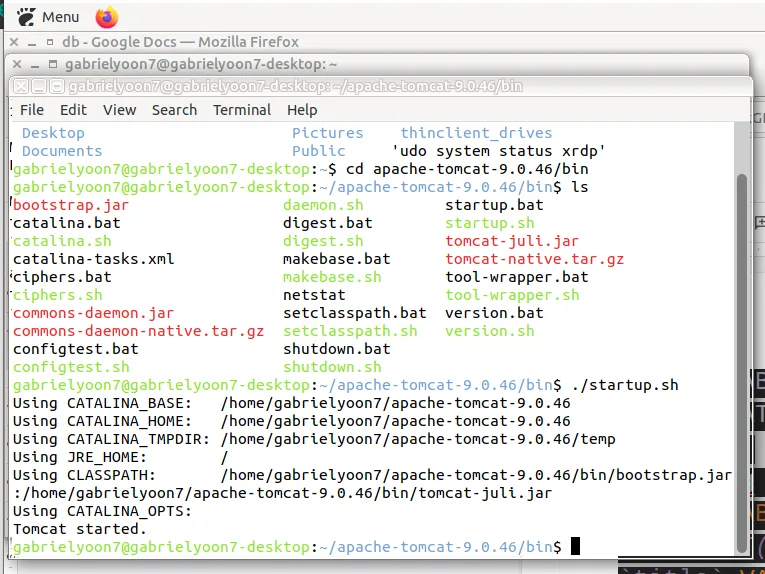 Menu
db - Google Docs — Mozilla Firefox
gabrielyoon7@gabrielyoon7-desktop: ~
gabrielyoon7@gabrielyoon7-desktop:~/apache-tomcat-9.0.46/bin
File Edit View Search Terminal Help
Desktop Pictures thinclient_drives
Documents Public 'udo system status xrdp'
gabrielyoon7@gabrielyoon7-desktop:~$ cd apache-tomcat-9.0.46/bin
gabrielyoon7@gabrielyoon7-desktop:~/apache-tomcat-9.0.46/bin$ ls
bootstrap.jar daemon.sh startup.bat
catalina.bat digest.bat startup.sh
catalina.sh digest.sh tomcat-juli.jar
catalina-tasks.xml makebase.bat tomcat-native.tar.gz
ciphers.bat makebase.sh tool-wrapper.bat
ciphers.sh netstat tool-wrapper.sh
commons-daemon.jar setclasspath.bat version.bat
commons-daemon-native.tar.gz setclasspath.sh version.sh
configtest.bat shutdown.bat
configtest.sh shutdown.sh
gabrielyoon7@gabrielyoon7-desktop:~/apache-tomcat-9.0.46/bin$ ./startup.sh
Using CATALINA_BASE: /home/gabrielyoon7/apache-tomcat-9.0.46
Using CATALINA_HOME: /home/gabrielyoon7/apache-tomcat-9.0.46
Using CATALINA_TMPDIR: /home/gabrielyoon7/apache-tomcat-9.0.46/temp
Using JRE_HOME: /
Using CLASSPATH: /home/gabrielyoon7/apache-tomcat-9.0.46/bin/bootstrap.jar
:/home/gabrielyoon7/apache-tomcat-9.0.46/bin/tomcat-juli.jar
Using CATALINA_OPTS:
Tomcat started.
gabrielyoon7@gabrielyoon7-desktop:~/apache-tomcat-9.0.46/bin$